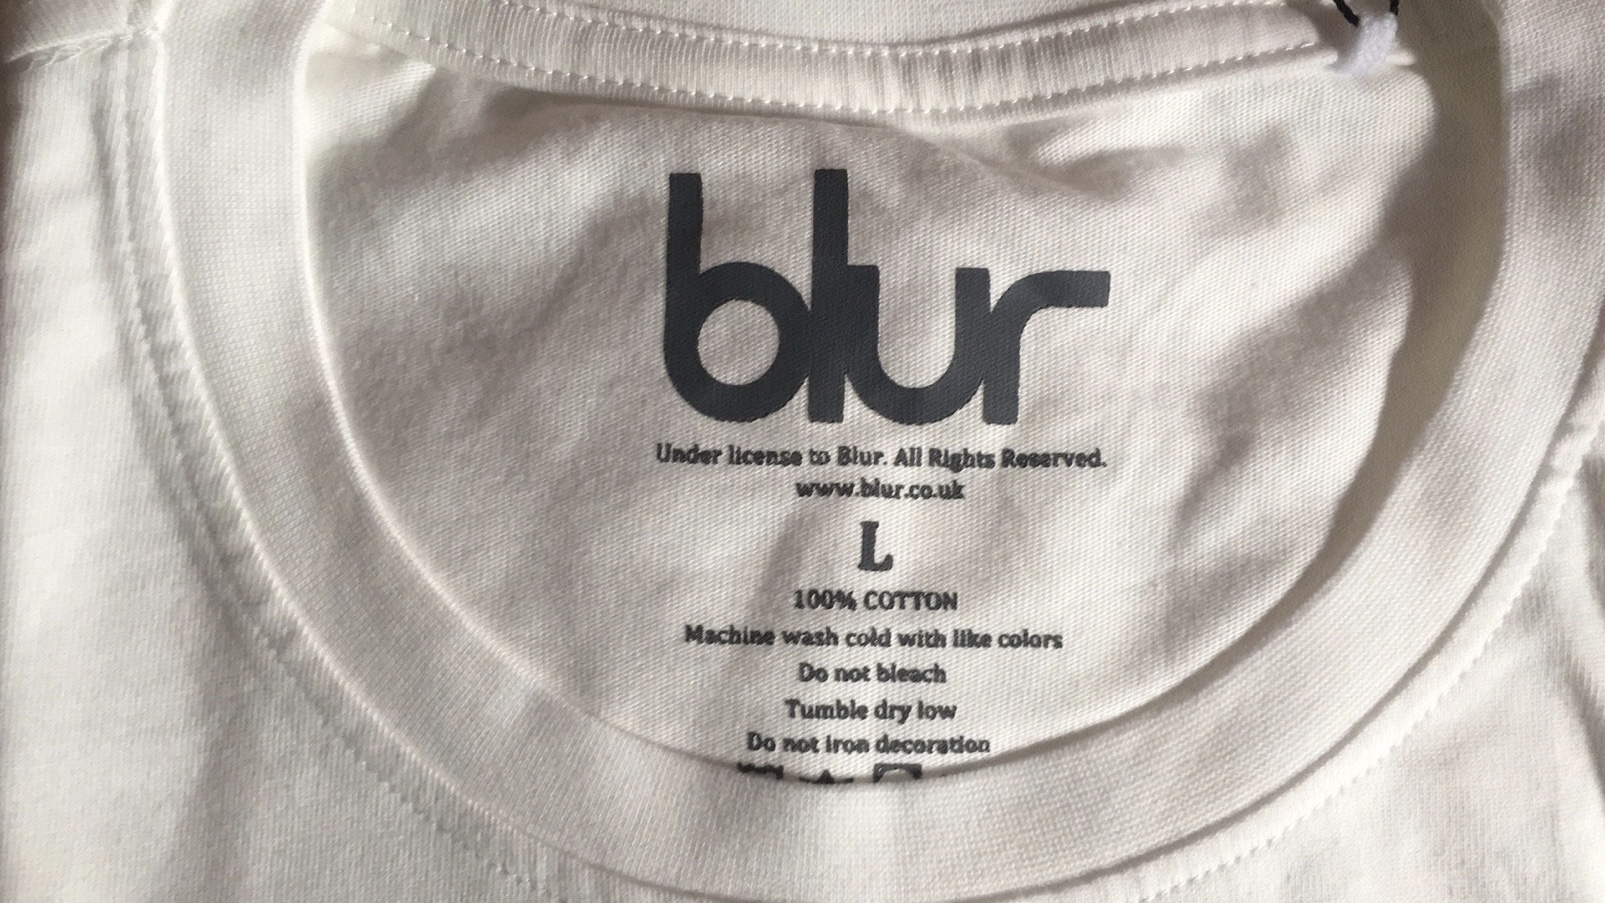 blur
Under license to Blur. All Rights Reserved.
www.blur.co.uk
L
100% COTTON
Machine wash cold with like colors
Do not bleach
Tumble dry low
Do not iron decoration